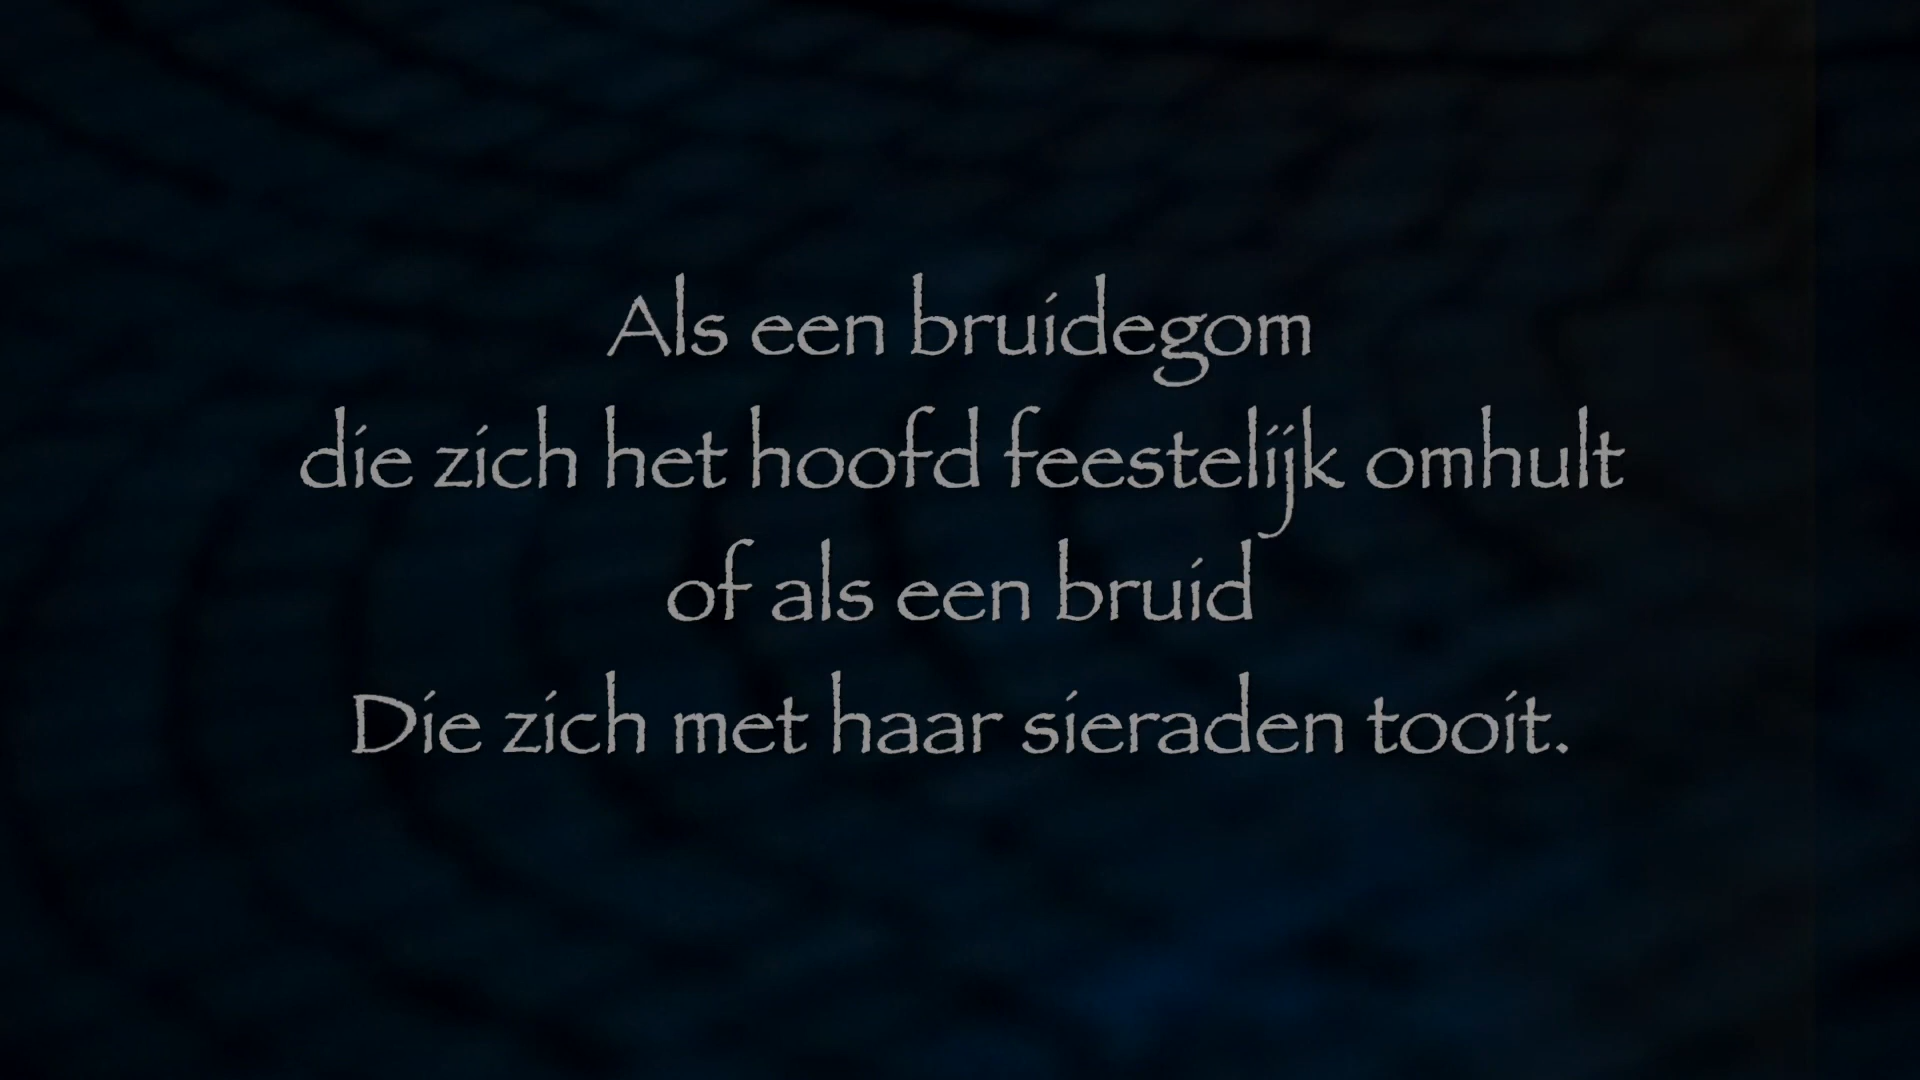 Als een bruidegom
die zich het hoofd feestelijk omhult
of als een bruid
Die zich met haar sieraden tooit.